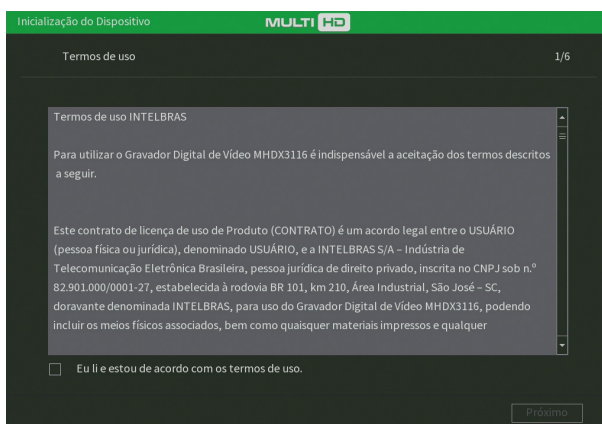 Inicialização do Dispositivo
MULTI HD
Termos de uso
1/6
Termos de uso INTELBRAS
Para utilizar o Gravador Digital de Vídeo MHDX3116 é indispensável a aceitação dos termos descritos
a seguir.
Este contrato de licença de uso de Produto (CONTRATO) é um acordo legal entre o USUÁRIO
(pessoa física ou jurídica), denominado USUÁRIO, e a INTELBRAS S/A – Indústria de
Telecomunicação Eletrônica Brasileira, pessoa jurídica de direito privado, inscrita no CNPJ sob n.º
82.901.000/0001-27, estabelecida à rodovia BR 101, km 210, Área Industrial, São José – SC,
doravante denominada INTELBRAS, para uso do Gravador Digital de Vídeo MHDX3116, podendo
incluir os meios físicos associados, bem como quaisquer materiais impressos e qualquer
Eu li e estou de acordo com os termos de uso.
Próximo